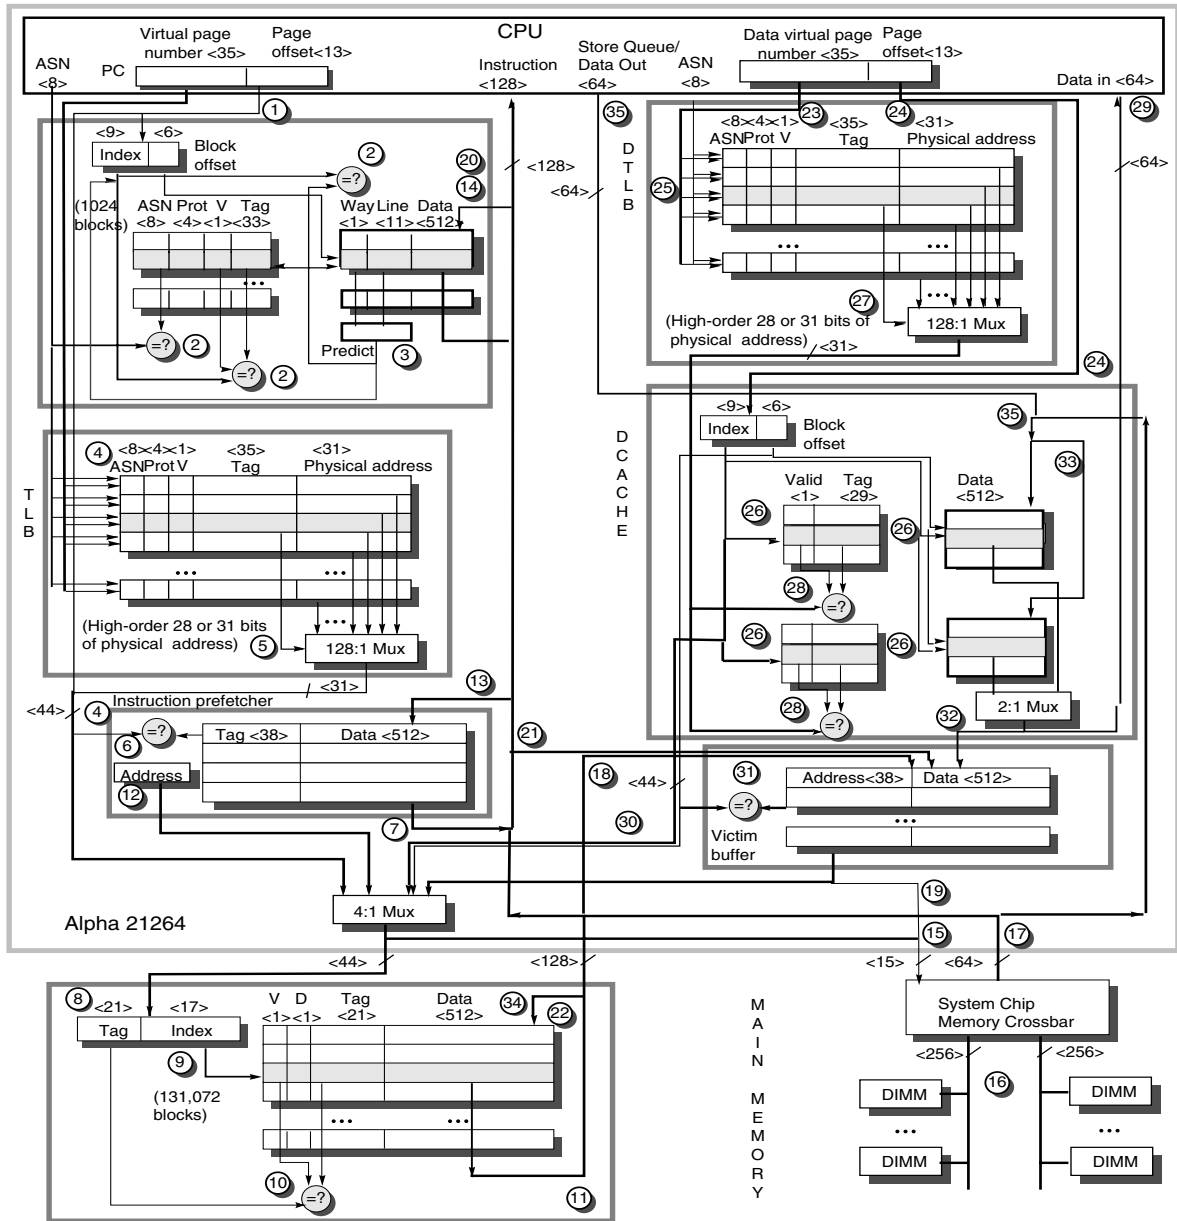 CPU
Virtual page
number <35>
Page
offset<13>
PC
ASN
<8>
Instruction
<128>
Store Queue/
Data Out
<64>
ASN
<8>
Data virtual page
number <35>
Page
offset<13>
Data in <64>
1
<9>
<6>
Index
Block
offset
2
(1024
blocks)
ASN Prot V Tag
<8> <4> <1><33>
Way Line Data
<1> <11> <512>
20
14
<128>
...
=?
=?
2
=?
2
Predict
3
35
<64>
D
T
L
B
23
24
29
<64>
<8><4><1>
<35>
<31>
ASN Prot V
Tag
Physical address
25
...
...
...
27
128:1 Mux
(High-order 28 or 31 bits of
physical address)
<31>
24
T
L
B
4
<8><4><1>
<35>
<31>
ASN Prot V
Tag
Physical address
...
...
...
(High-order 28 or 31 bits
of physical address)
5
128:1 Mux
<31>
D
C
A
C
H
E
<9>
<6>
Index
Block
offset
35
33
Valid
<1>
Tag
<29>
Data
<512>
26
26
28
=?
26
26
28
=?
2:1 Mux
32
<44>
4
Instruction prefetcher
13
=?
6
Tag <38>
Data <512>
Address
12
7
21
18
<44>
30
31
=?
Address<38>
Data <512>
...
Victim
buffer
19
4:1 Mux
Alpha 21264
15
17
<44>
<128>
<15>
<64>
8
<21>
<17>
Tag
Index
9
(131,072
blocks)
V
<1>
D
<1>
Tag
<21>
Data
<512>
34
22
...
...
10
=?
11
M
A
I
N
M
E
M
O
R
Y
System Chip
Memory Crossbar
<256>
<256>
16
DIMM
DIMM
...
...
DIMM
DIMM